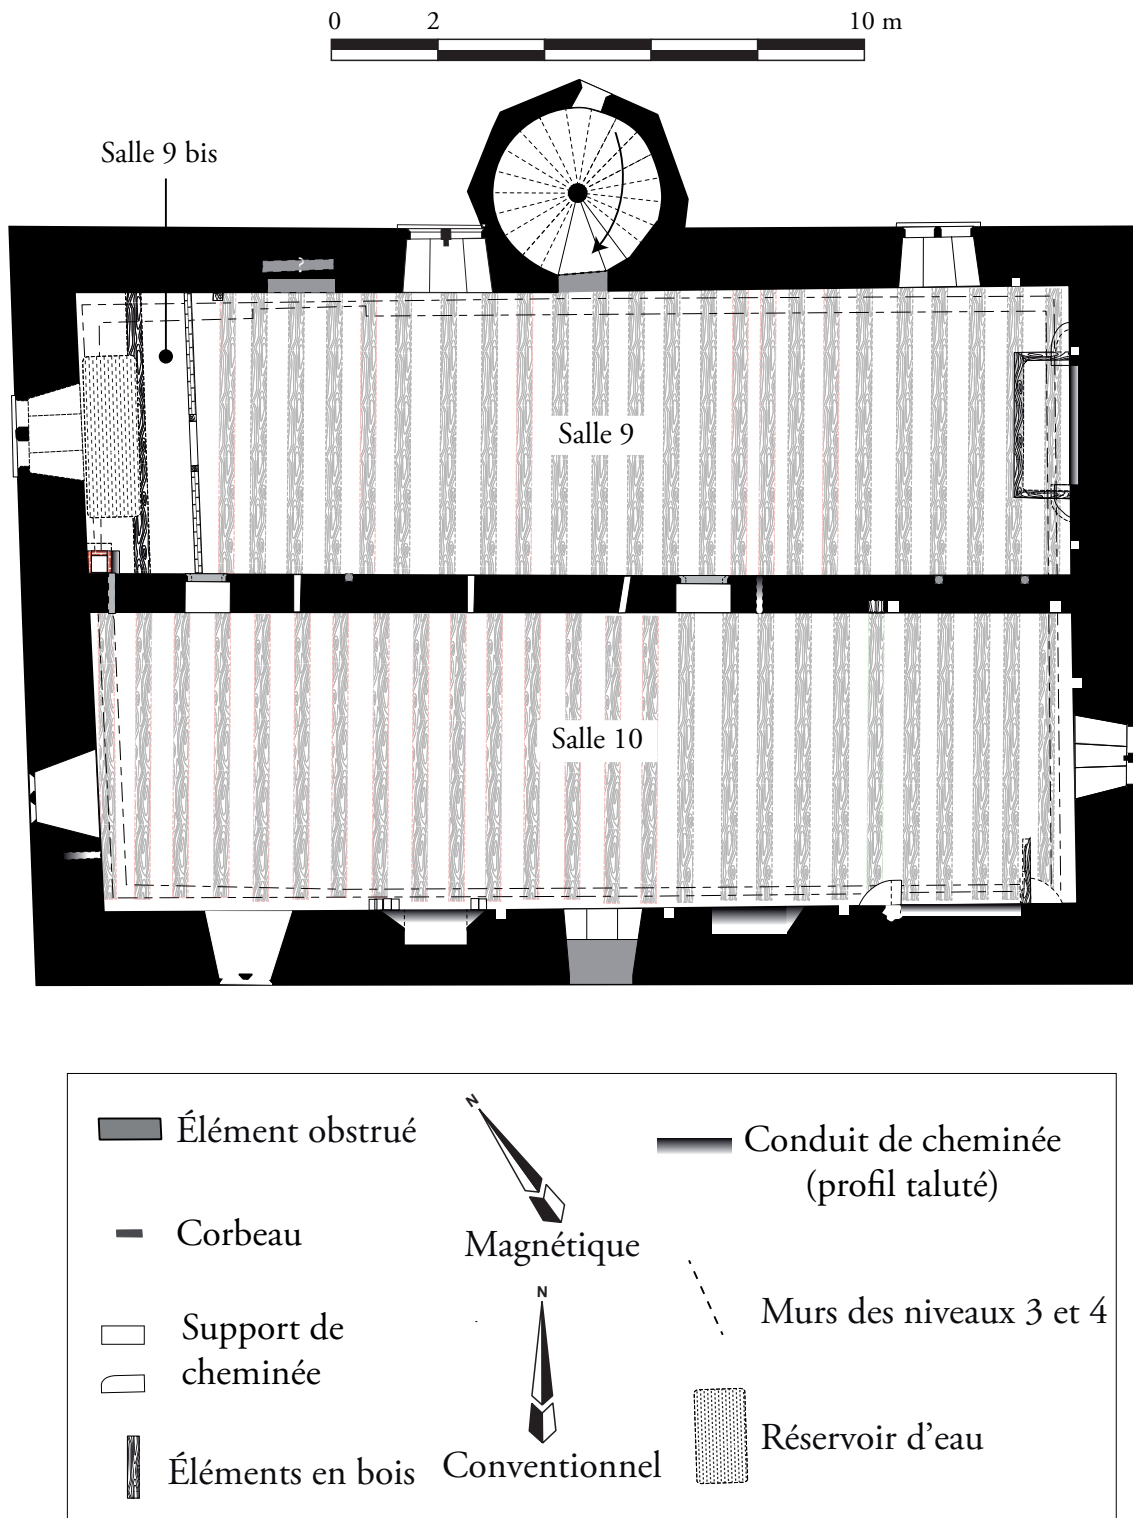 0 2 10 m
Salle 9 bis
Salle 9
Salle 10
Élément obstrué
Corbeau
Support de
cheminée
Éléments en bois
N
Magnétique
N
Conventionnel
Conduit de cheminée
(profil taluté)
Murs des niveaux 3 et 4
Réservoir d'eau